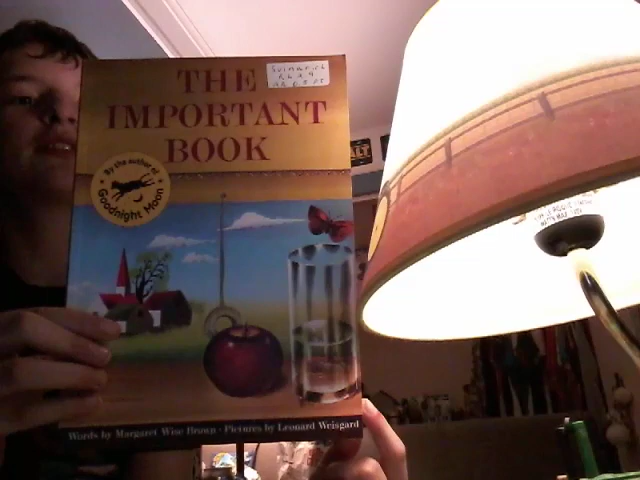 THE
IMPORTANT
BOOK
By the author of
Goodnight Moon
Words by Margaret Wise Brown · Pictures by Leonard Weisgard